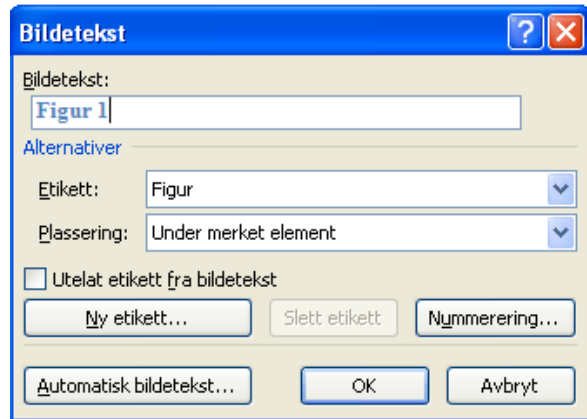 Bildetekst
Bildetekst:
Figur 1
Alternativer
Etikett: Figur
Plassering: Under merket element
Utelat etikett fra bildetekst
Ny etikett... Slett etikett Nummerering...
Automatisk bildetekst... OK Avbryt